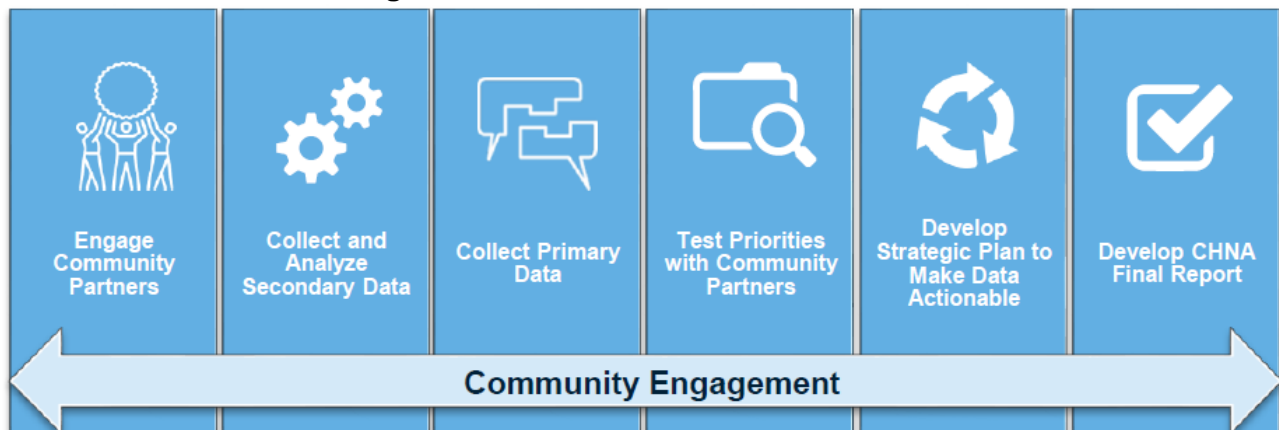 Engage
Community
Partners
Collect and
Analyze
Secondary Data
Collect Primary
Data
Test Priorities
with Community
Partners
Develop
Strategic Plan to
Make Data
Actionable
Develop CHNA
Final Report
Community Engagement